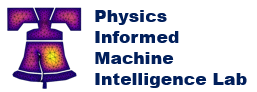 Physics
Informed
Machine
Intelligence Lab